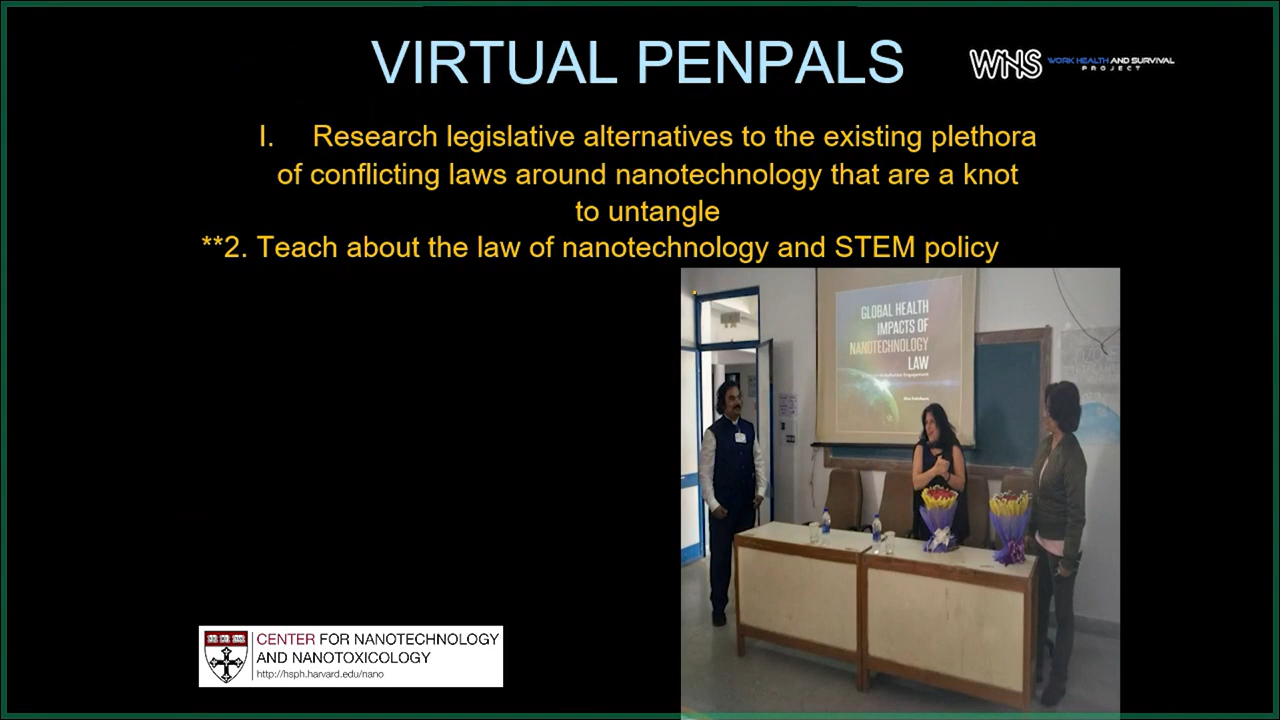 VIRTUAL PENPALS
WHS WORK HEALTH AND SURVIVAL
PROJECT
I. Research legislative alternatives to the existing plethora
of conflicting laws around nanotechnology that are a knot
to untangle
**2. Teach about the law of nanotechnology and STEM policy
GLOBAL HEALTH
IMPACTS OF
NANOTECHNOLOGY
LAW
CENTER FOR NANOTECHNOLOGY
AND NANOTOXICOLOGY
http://hsph.harvard.edu/nano